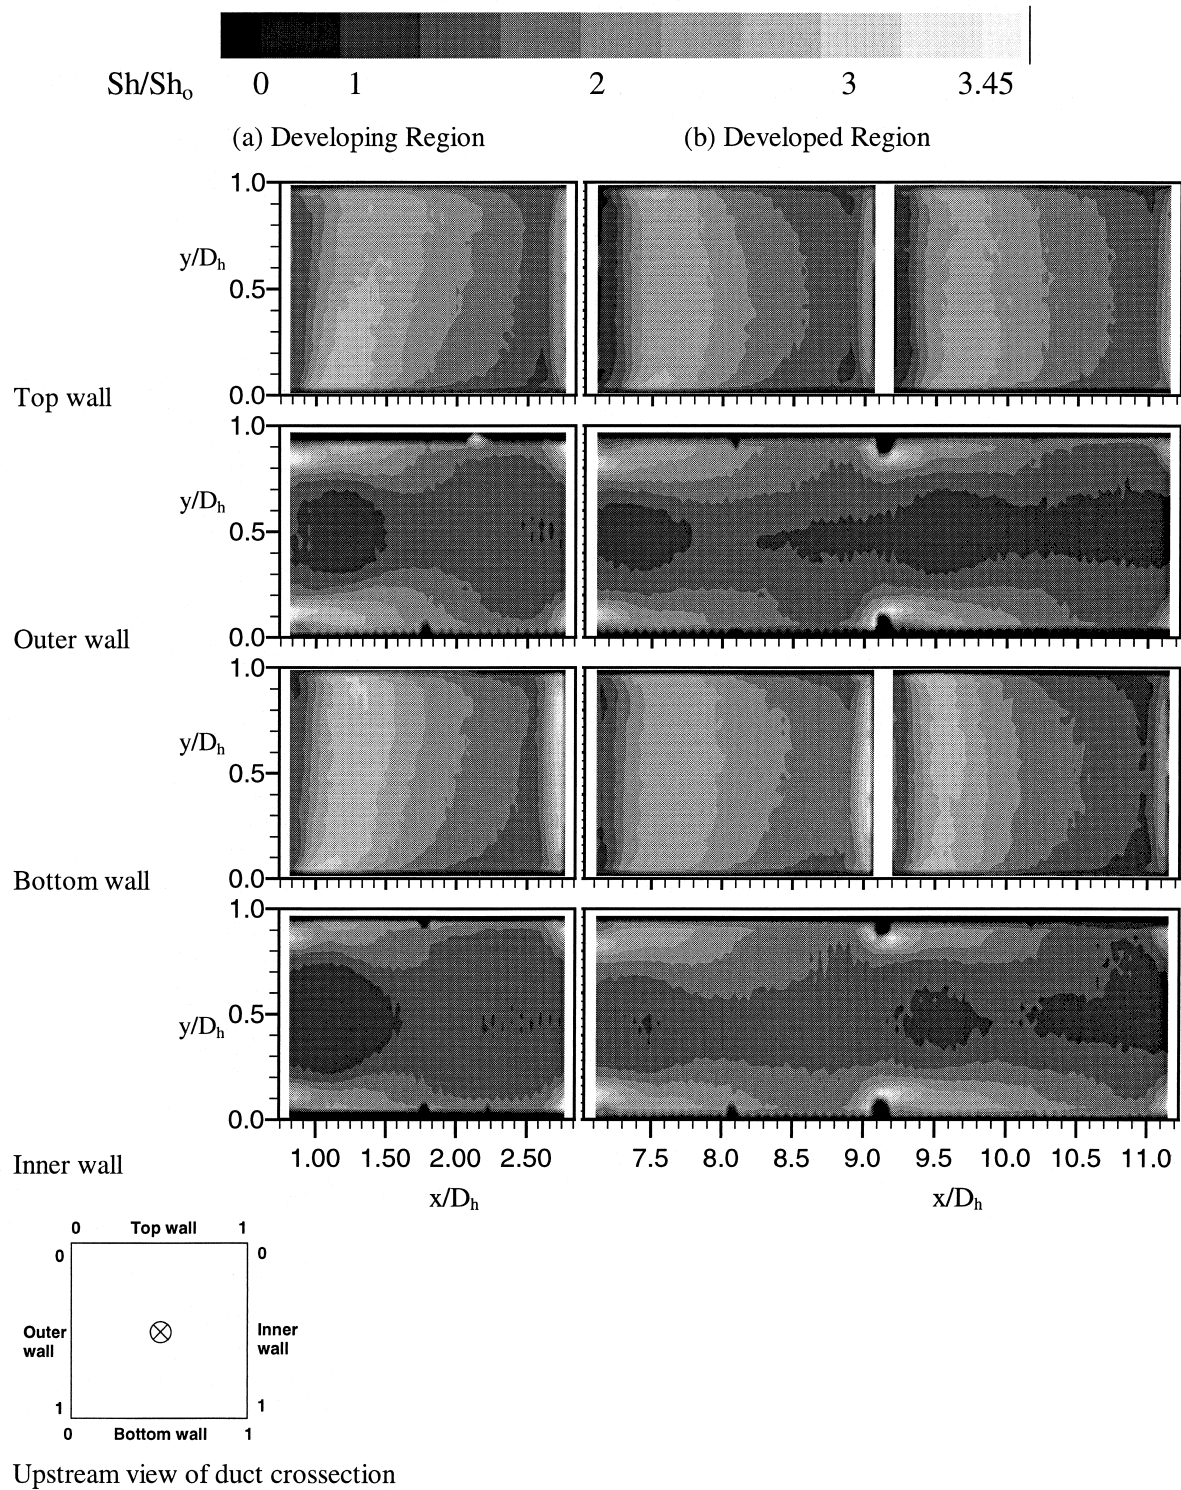 Sh/Sho 0 1 2 3 3.45
(a) Developing Region (b) Developed Region
1.0
y/Dh
0.5
0.0
Top wall
1.0
y/Dh
0.5
0.0
Outer wall
1.0
y/Dh
0.5
0.0
Bottom wall
1.0
y/Dh
0.5
0.0
1.00 1.50 2.00 2.50 7.5 8.0 8.5 9.0 9.5 10.0 10.5 11.0
Inner wall
x/Dh x/Dh
0 Top wall 1
0 0
Outer wall
Inner wall
1 1
0 Bottom wall 1
Upstream view of duct crossection